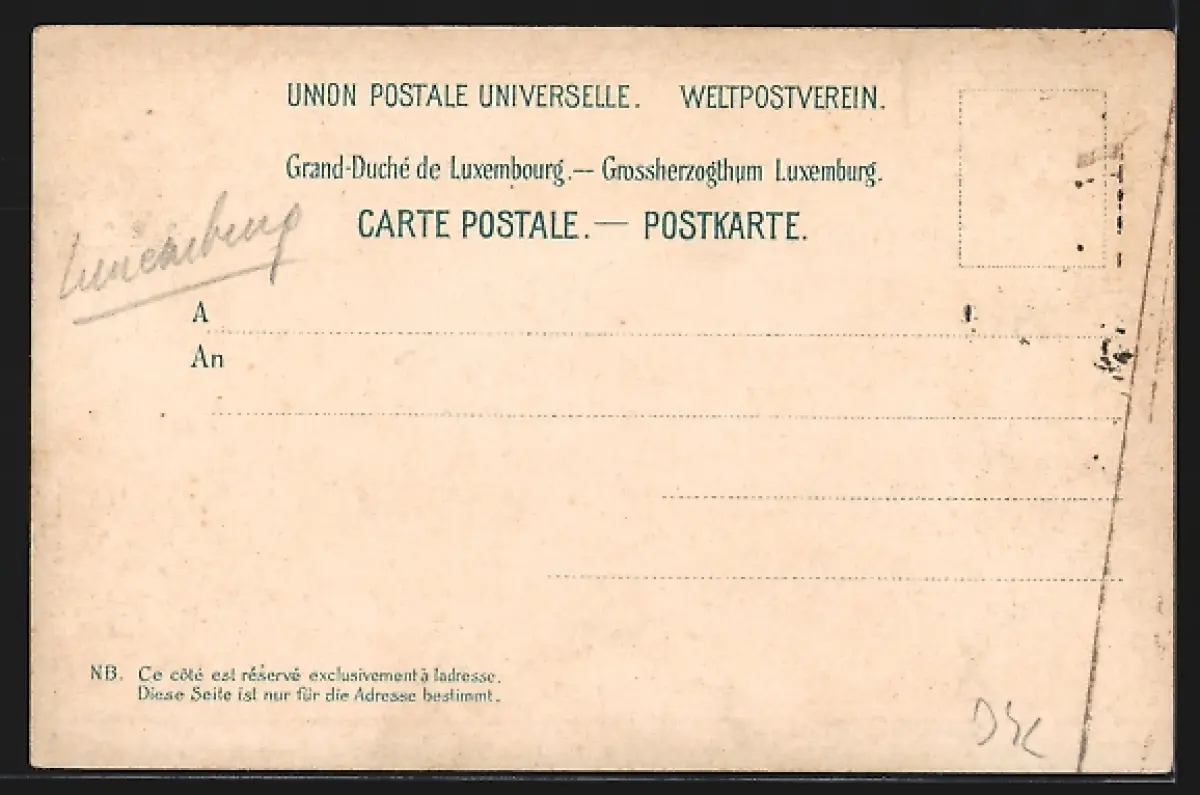 UNION POSTALE UNIVERSELLE. WELTPOSTVEREIN.
Grand-Duché de Luxembourg.— Grossherzogthum Luxemburg.
CARTE POSTALE.— POSTKARTE.
Luxemburg
A
An
NB. Ce côté est réservé exclusivement à ladresse.
Diese Seite ist nur für die Adresse bestimmt.